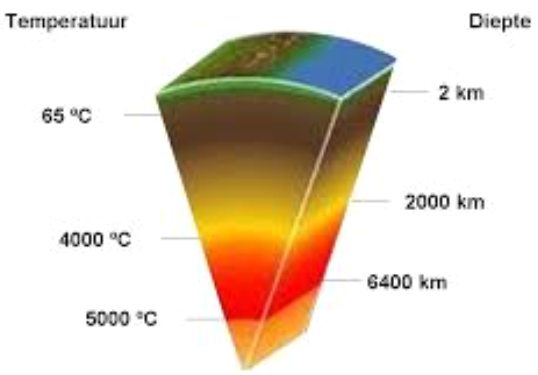 Temperatuur Diepte
2 km
65 ºC
2000 km
4000 ºC
6400 km
5000 ºC